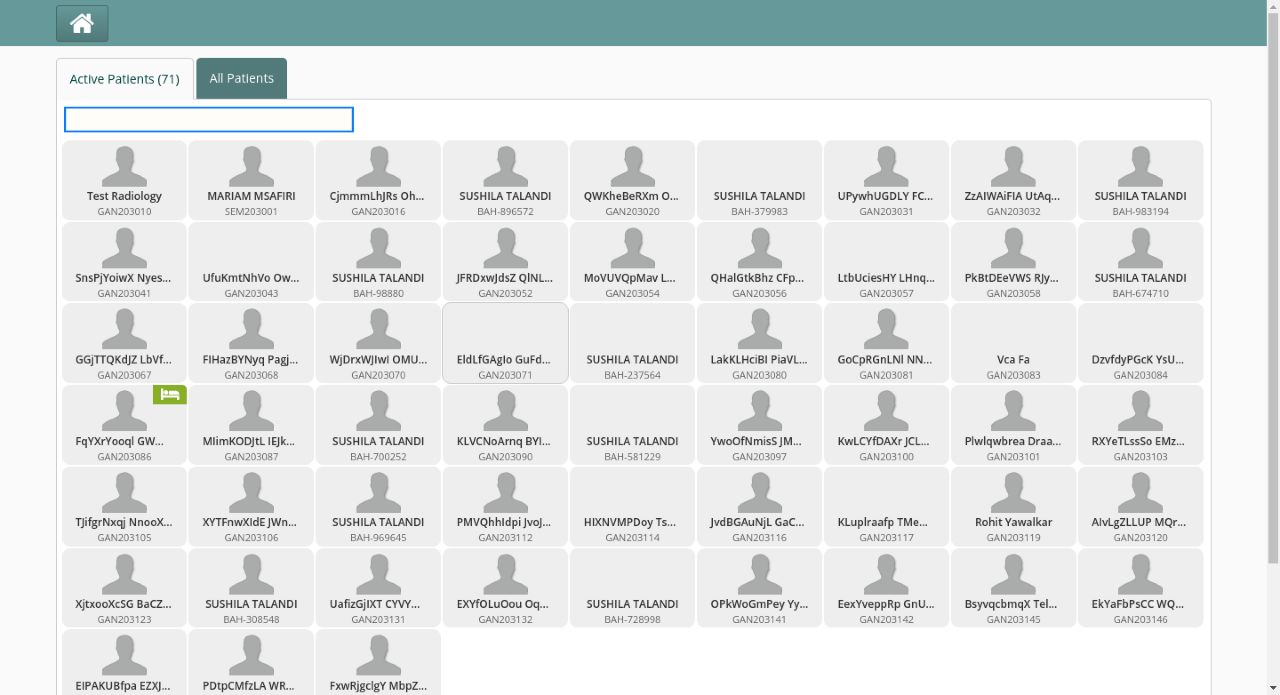 Active Patients (71)
All Patients
Test Radiology
GAN203010
MARIAM MSAFIRI
SEM203001
CjmmmLhJRs Oh...
GAN203016
SUSHILA TALANDI
BAH-896572
QWKheBeRXm O...
GAN203020
SUSHILA TALANDI
BAH-379983
UPywhUGDLY FC...
GAN203031
ZzAIWAiFIA UtAq...
GAN203032
SUSHILA TALANDI
BAH-983194
SnsPjYoiwX Nyes...
GAN203041
UfuKmtNhVo Ow...
GAN203043
SUSHILA TALANDI
BAH-98880
JFRDxwJdsZ QlNL...
GAN203052
MoVUVQpMav L...
GAN203054
QHalGtkBhz CFp...
GAN203056
LtbUciesHY LHnq...
GAN203057
PkBtDEeVWS RJy...
GAN203058
SUSHILA TALANDI
BAH-674710
GGjTTQKdJZ LbVf...
GAN203067
FIHazBYNyq Pagj...
GAN203068
WjDrxWJIwI OMU...
GAN203070
EldLfGAgIo GuFd...
GAN203071
SUSHILA TALANDI
BAH-237564
LakKLHciBI PiaVL...
GAN203080
GoCpRGnLNl NN...
GAN203081
Vca Fa
GAN203083
DzvfdyPGcK YsU...
GAN203084
FqYXrYooql GW...
GAN203086
MIimKODJtL IEJk...
GAN203087
SUSHILA TALANDI
BAH-700252
KLVCNoArnq BYI...
GAN203090
SUSHILA TALANDI
BAH-581229
YwoOfNmisS JM...
GAN203097
KwLCYfDAXr JCL...
GAN203100
Plwlqwbrea Draa...
GAN203101
RXYeTLssSo EMz...
GAN203103
TJifgrNxqj NnooX...
GAN203105
XYTFnwXIdE JWn...
GAN203106
SUSHILA TALANDI
BAH-969645
PMVQhhIdpi JvoJ...
GAN203112
HIXNVMPDoy Ts...
GAN203114
JvdBGAuNjL GaC...
GAN203116
KLuplraafp TMe...
GAN203117
Rohit Yawalkar
GAN203119
AIvLgZLLUP MQr...
GAN203120
XjtxooXcSG BaCZ...
GAN203123
SUSHILA TALANDI
BAH-308548
UafizGjIXT CYVY...
GAN203131
EXYfOLuOou Oq...
GAN203132
SUSHILA TALANDI
BAH-728998
OPkWoGmPey Yy...
GAN203141
EexYveppRp GnU...
GAN203142
BsyvqcbmqX Tel...
GAN203145
EkYaFbPsCC WQ...
GAN203146
EIPAKUBfpa EZXJ...
PDtpCMfzLA WR...
FxwRjgclgY MbpZ...